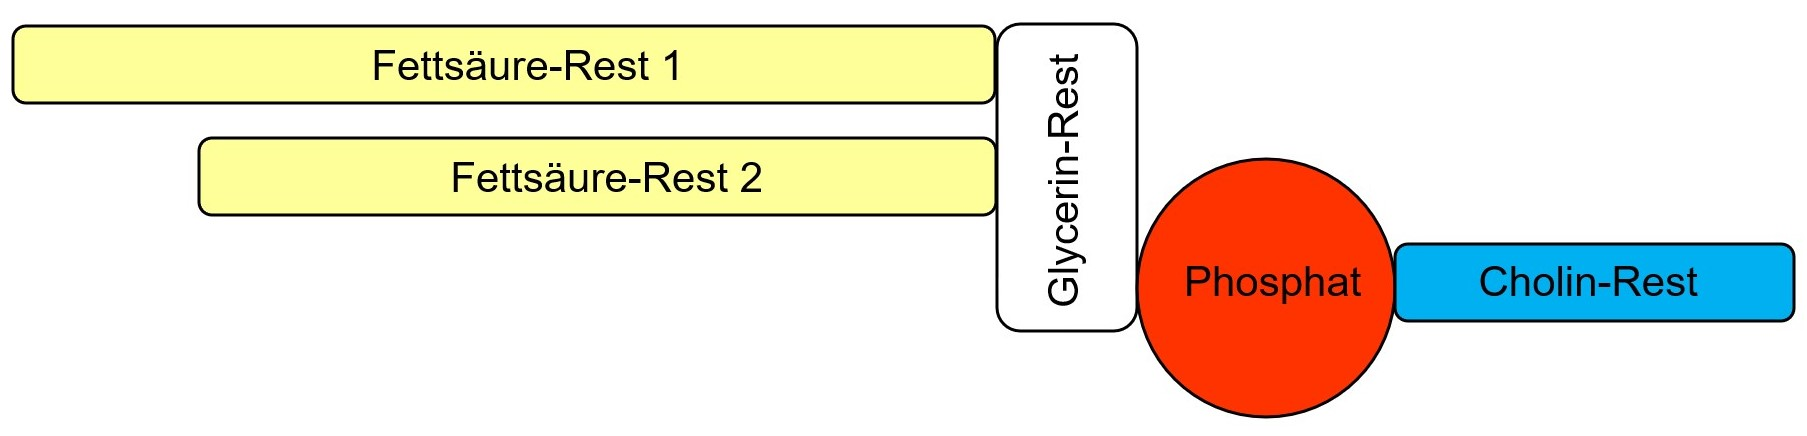 Fettsäure-Rest 1
Fettsäure-Rest 2
Glycerin-Rest
Phosphat
Cholin-Rest